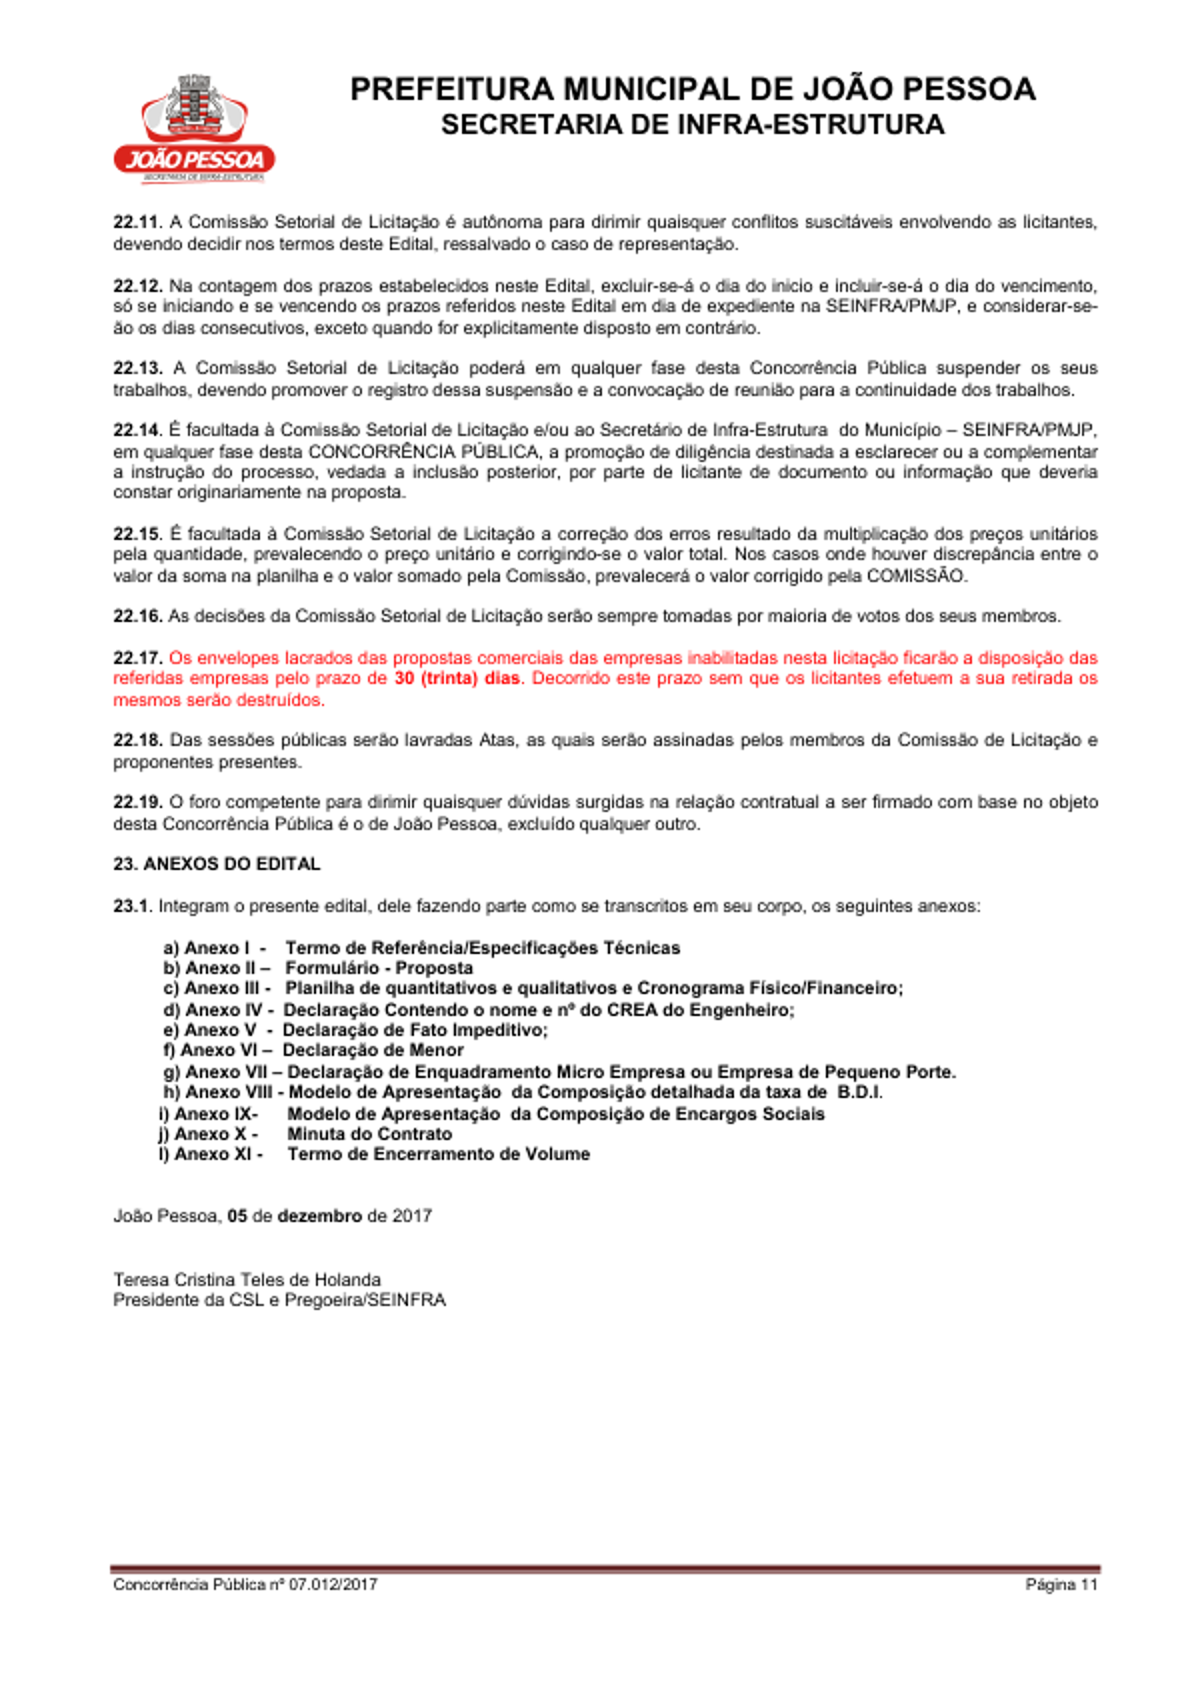 PREFEITURA MUNICIPAL DE JOÃO PESSOA
SECRETARIA DE INFRA-ESTRUTURA
JOÃO PESSOA
SECRETARIA DE INFRA-ESTRUTURA
22.11. A Comissão Setorial de Licitação é autônoma para dirimir quaisquer conflitos suscitáveis envolvendo as licitantes,
devendo decidir nos termos deste Edital, ressalvado o caso de representação.
22.12. Na contagem dos prazos estabelecidos neste Edital, excluir-se-á o dia do inicio e incluir-se-á o dia do vencimento,
só se iniciando e se vencendo os prazos referidos neste Edital em dia de expediente na SEINFRA/PMJP, e considerar-se-
ão os dias consecutivos, exceto quando for explicitamente disposto em contrário.
22.13. A Comissão Setorial de Licitação poderá em qualquer fase desta Concorrência Pública suspender os seus
trabalhos, devendo promover o registro dessa suspensão e a convocação de reunião para a continuidade dos trabalhos.
22.14. É facultada à Comissão Setorial de Licitação e/ou ao Secretário de Infra-Estrutura do Município – SEINFRA/PMJP,
em qualquer fase desta CONCORRÊNCIA PÚBLICA, a promoção de diligência destinada a esclarecer ou a complementar
a instrução do processo, vedada a inclusão posterior, por parte de licitante de documento ou informação que deveria
constar originariamente na proposta.
22.15. É facultada à Comissão Setorial de Licitação a correção dos erros resultado da multiplicação dos preços unitários
pela quantidade, prevalecendo o preço unitário e corrigindo-se o valor total. Nos casos onde houver discrepância entre o
valor da soma na planilha e o valor somado pela Comissão, prevalecerá o valor corrigido pela COMISSÃO.
22.16. As decisões da Comissão Setorial de Licitação serão sempre tomadas por maioria de votos dos seus membros.
22.17. Os envelopes lacrados das propostas comerciais das empresas inabilitadas nesta licitação ficarão a disposição das
referidas empresas pelo prazo de 30 (trinta) dias. Decorrido este prazo sem que os licitantes efetuem a sua retirada os
mesmos serão destruídos.
22.18. Das sessões públicas serão lavradas Atas, as quais serão assinadas pelos membros da Comissão de Licitação e
proponentes presentes.
22.19. O foro competente para dirimir quaisquer dúvidas surgidas na relação contratual a ser firmado com base no objeto
desta Concorrência Pública é o de João Pessoa, excluído qualquer outro.
23. ANEXOS DO EDITAL
23.1. Integram o presente edital, dele fazendo parte como se transcritos em seu corpo, os seguintes anexos:
a) Anexo I - Termo de Referência/Especificações Técnicas
b) Anexo II – Formulário - Proposta
c) Anexo III - Planilha de quantitativos e qualitativos e Cronograma Físico/Financeiro;
d) Anexo IV - Declaração Contendo o nome e nº do CREA do Engenheiro;
e) Anexo V - Declaração de Fato Impeditivo;
f) Anexo VI – Declaração de Menor
g) Anexo VII – Declaração de Enquadramento Micro Empresa ou Empresa de Pequeno Porte.
h) Anexo VIII - Modelo de Apresentação da Composição detalhada da taxa de B.D.I.
i) Anexo IX- Modelo de Apresentação da Composição de Encargos Sociais
j) Anexo X - Minuta do Contrato
l) Anexo XI - Termo de Encerramento de Volume
João Pessoa, 05 de dezembro de 2017
Teresa Cristina Teles de Holanda
Presidente da CSL e Pregoeira/SEINFRA
Concorrência Pública nº 07.012/2017 Página 11